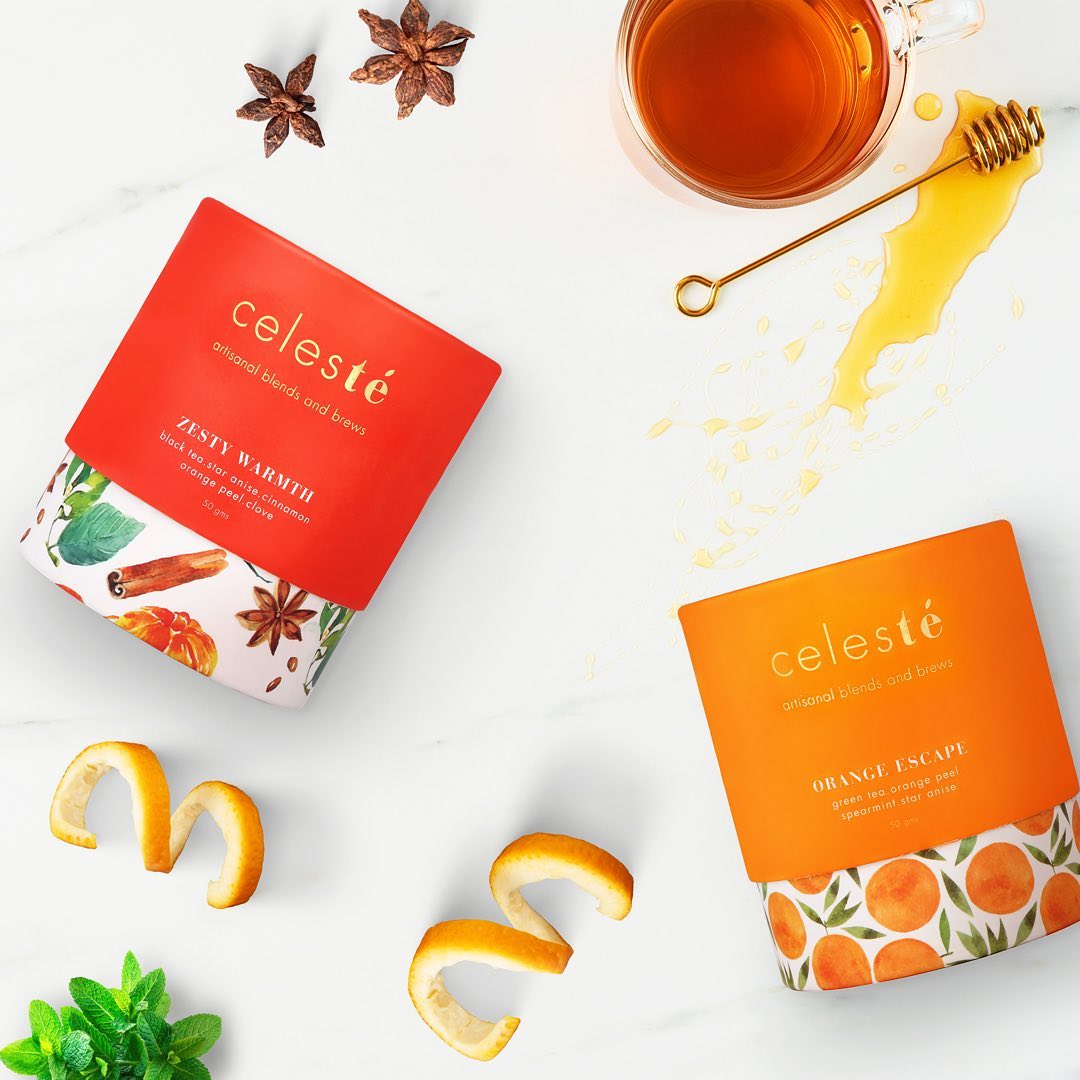 celesté
artisanal blends and brews
ZESTY WARMTH
black tea.star anise.cinnamon
orange peel.clove
50 gms
celesté
artisanal blends and brews
ORANGE ESCAPE
green tea.orange peel
spearmint.star anise
50 gms